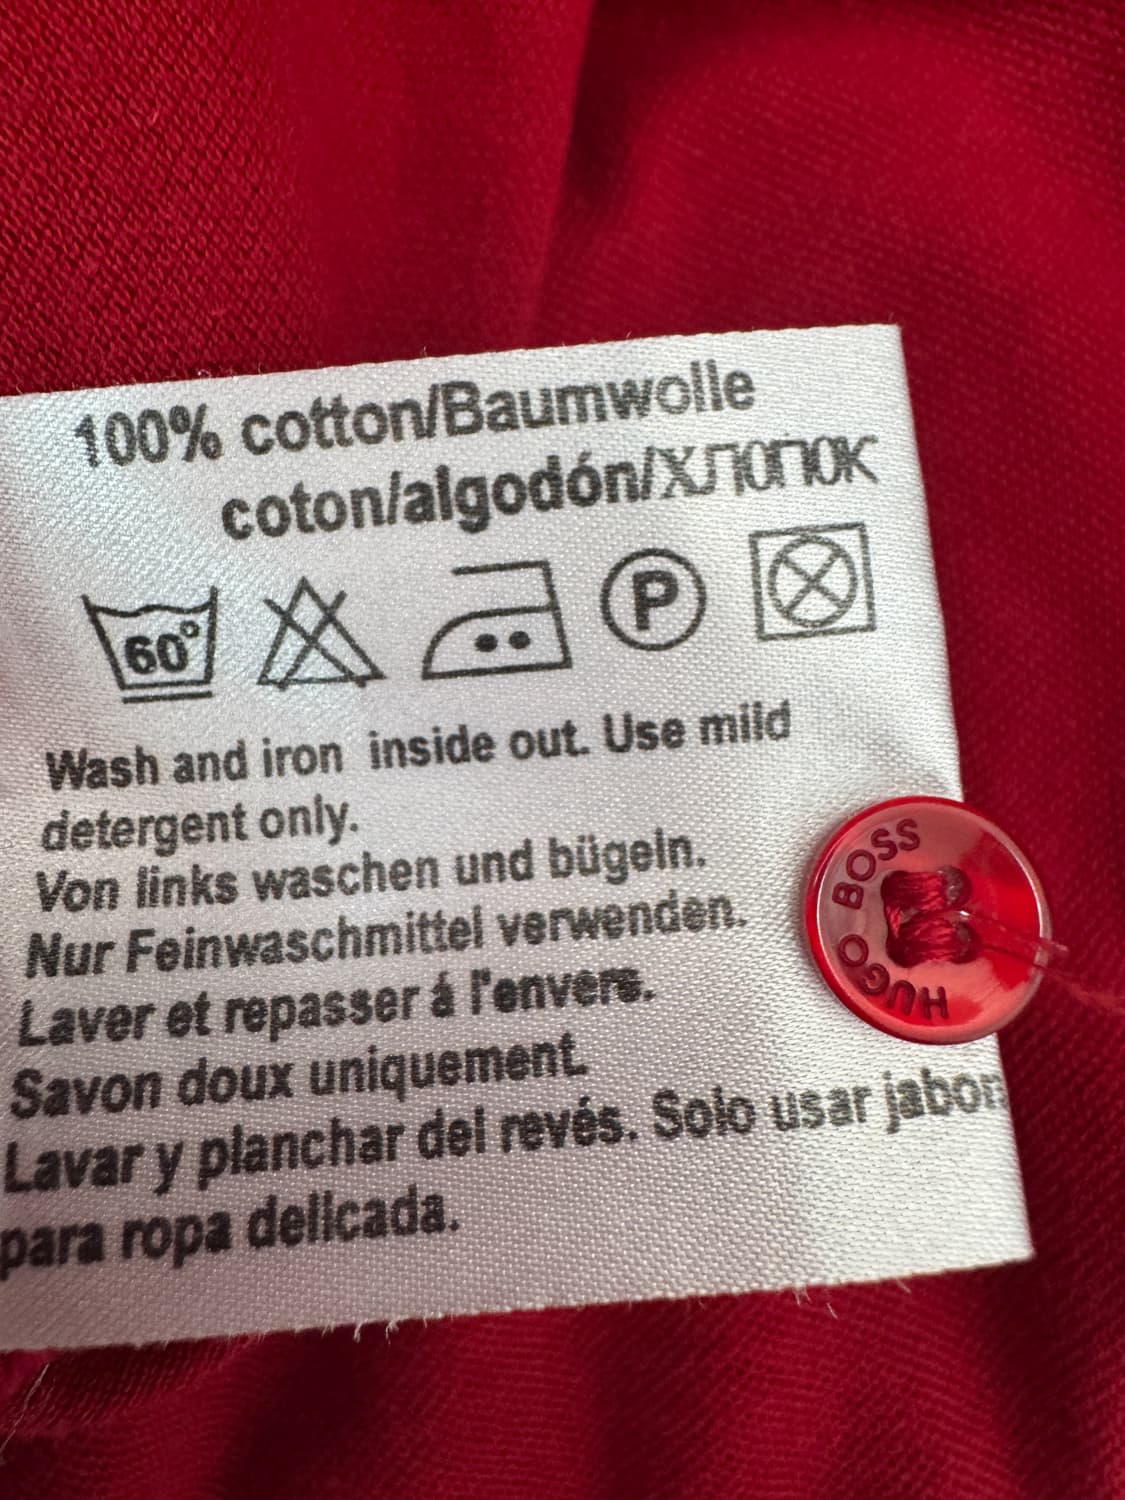 100% cotton/Baumwolle
coton/algodón/хлопок
60°
P
Wash and iron inside out. Use mild
detergent only.
Von links waschen und bügeln.
Nur Feinwaschmittel verwenden.
Laver et repasser á l'envers.
Savon doux uniquement.
Lavar y planchar del revés. Solo usar jabon
para ropa delicada.
HUGO BOSS